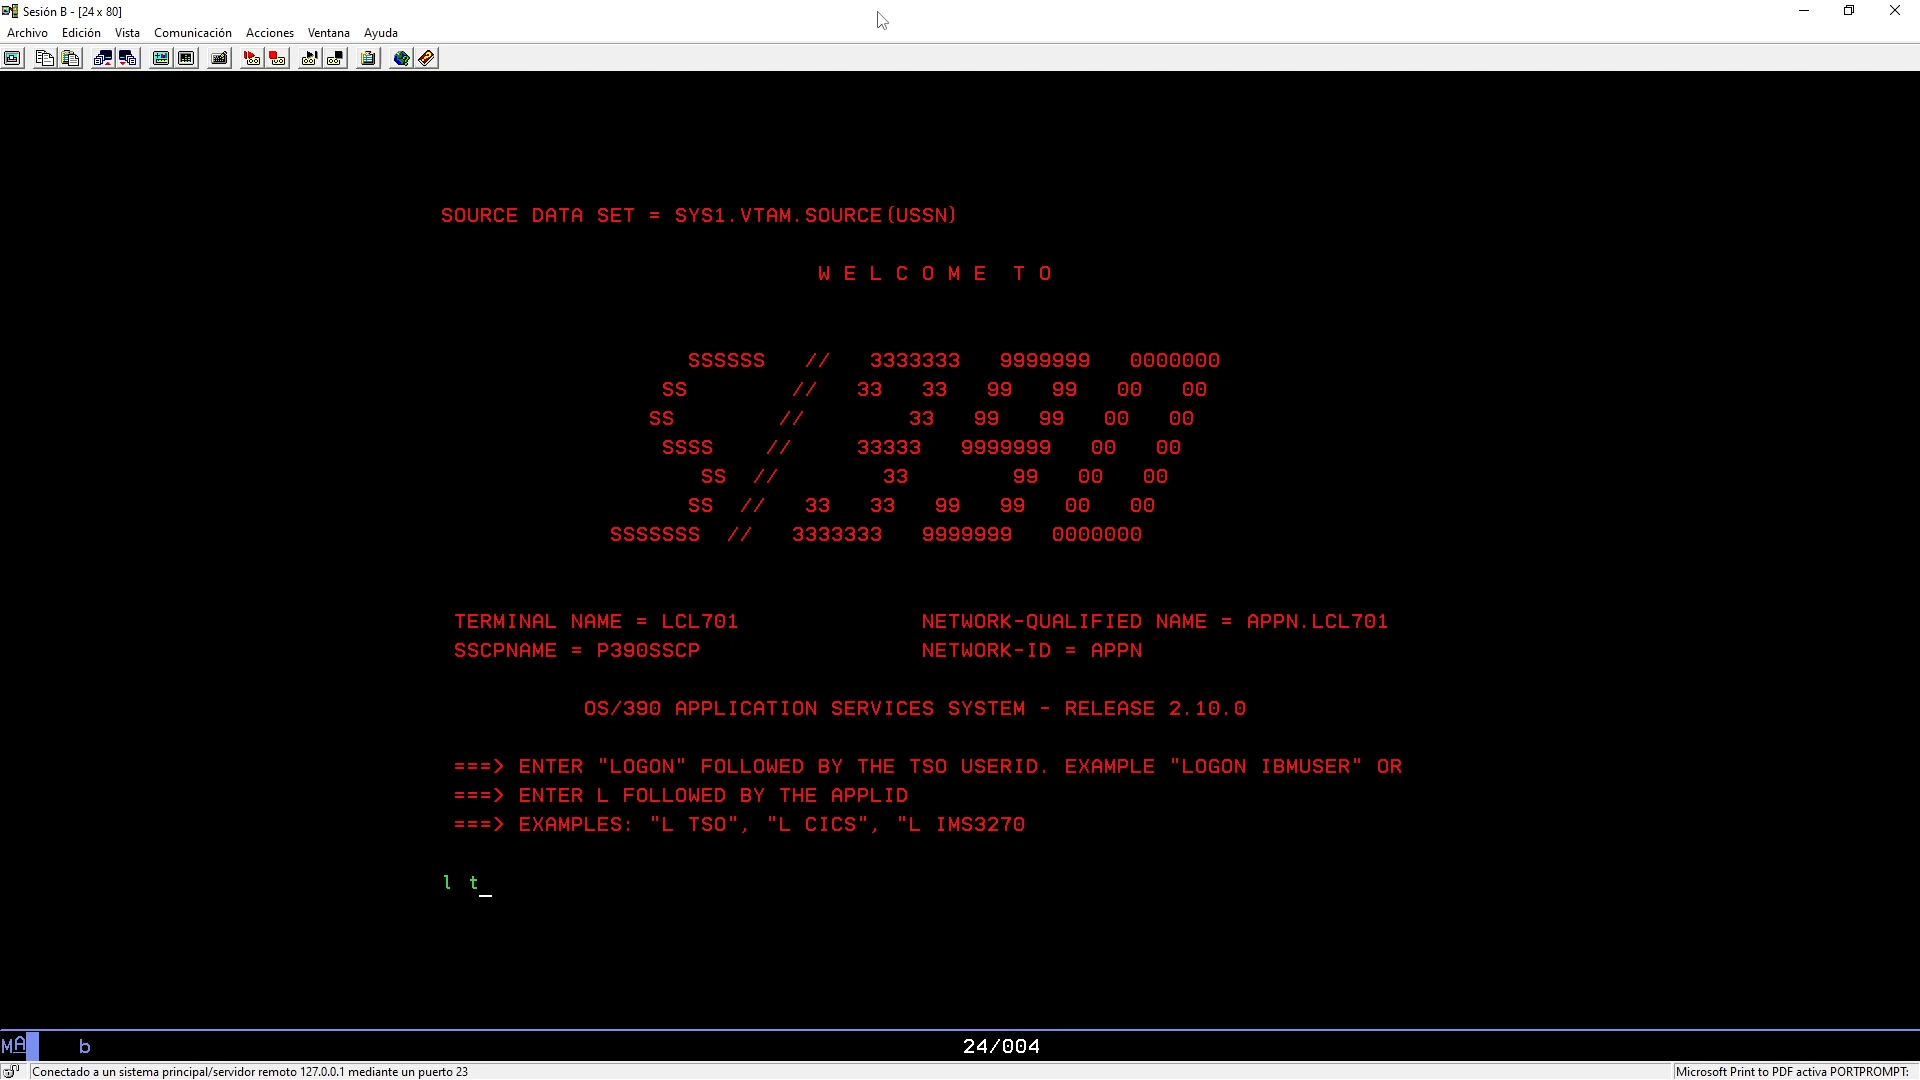 Sesión B - [24 x 80]
Archivo Edición Vista Comunicación Acciones Ventana Ayuda
SOURCE DATA SET = SYS1.VTAM.SOURCE(USSN)
W E L C O M E  T O
SSSSSS   //   3333333   9999999   0000000
SS        //   33   33   99   99   00   00
SS        //        33   99   99   00   00
SSSS    //     33333   9999999   00   00
SS  //        33        99   00   00
SS  //   33   33   99   99   00   00
SSSSSSS  //   3333333   9999999   0000000
TERMINAL NAME = LCL701 NETWORK-QUALIFIED NAME = APPN.LCL701
SSCPNAME = P390SSCP NETWORK-ID = APPN
OS/390 APPLICATION SERVICES SYSTEM - RELEASE 2.10.0
===> ENTER "LOGON" FOLLOWED BY THE TSO USERID. EXAMPLE "LOGON IBMUSER" OR
===> ENTER L FOLLOWED BY THE APPLID
===> EXAMPLES: "L TSO", "L CICS", "L IMS3270
l t_
MA b 24/004
Conectado a un sistema principal/servidor remoto 127.0.0.1 mediante un puerto 23 Microsoft Print to PDF activa PORTPROMPT: